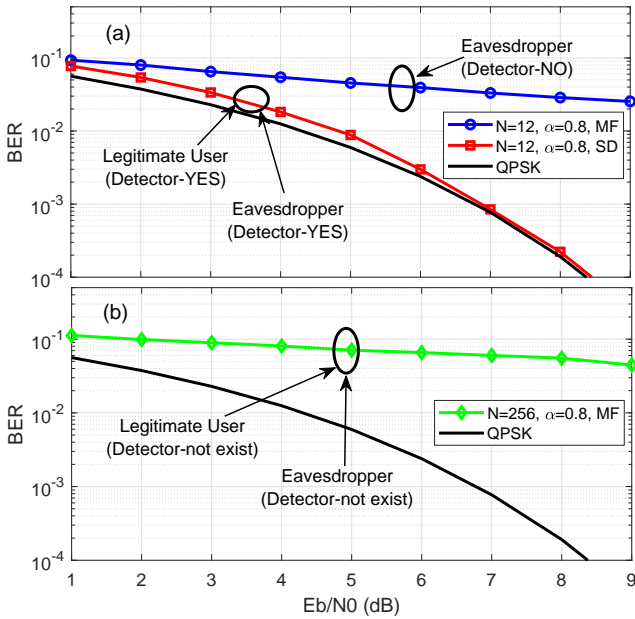 (a)
Eavesdropper
(Detector-NO)
10^-1
10^-2
10^-3
10^-4
BER
Legitimate User
(Detector-YES)
Eavesdropper
(Detector-YES)
N=12, α=0.8, MF
N=12, α=0.8, SD
QPSK
(b)
10^-1
10^-2
10^-3
10^-4
BER
Legitimate User
(Detector-not exist)
Eavesdropper
(Detector-not exist)
N=256, α=0.8, MF
QPSK
1 2 3 4 5 6 7 8 9
Eb/N0 (dB)